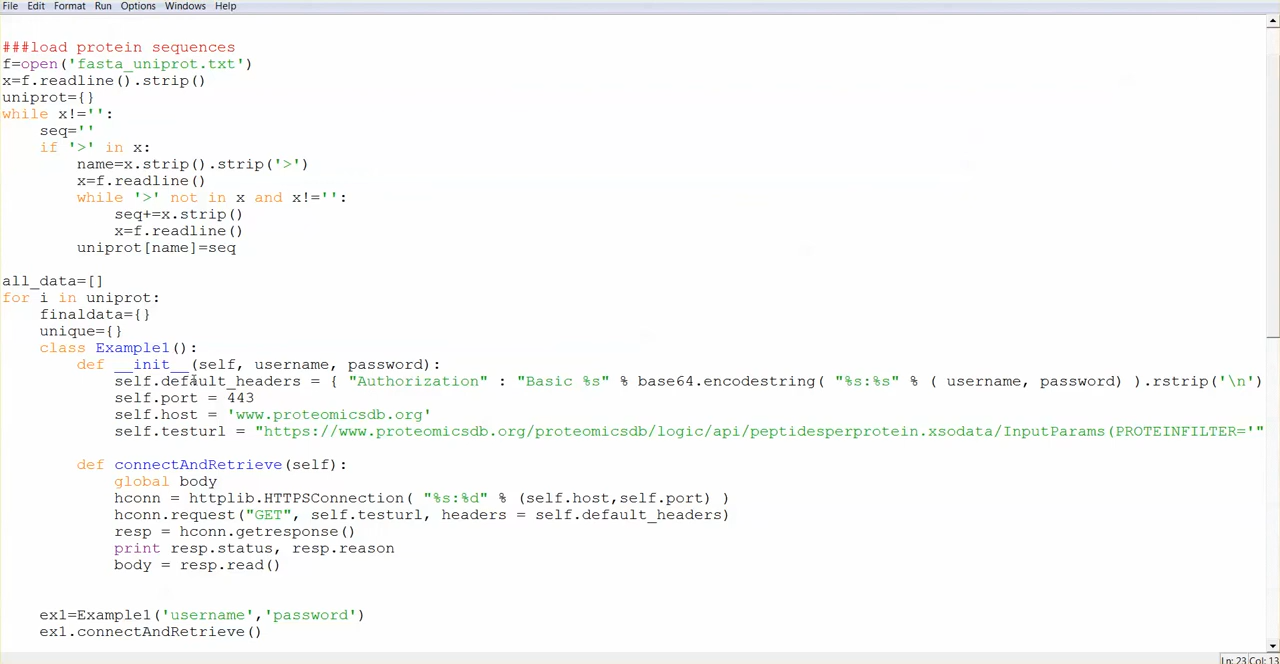 File Edit Format Run Options Windows Help
###load protein sequences
f=open('fasta_uniprot.txt')
x=f.readline().strip()
uniprot={}
while x!='':
    seq=''
    if '>' in x:
        name=x.strip().strip('>')
        x=f.readline()
        while '>' not in x and x!='':
            seq+=x.strip()
            x=f.readline()
        uniprot[name]=seq
all_data=[]
for i in uniprot:
    finaldata={}
    unique={}
    class Example1():
        def __init__(self, username, password):
            self.default_headers = { "Authorization" : "Basic %s" % base64.encodestring( "%s:%s" % ( username, password) ).rstrip('\n')
            self.port = 443
            self.host = 'www.proteomicsdb.org'
            self.testurl = "https://www.proteomicsdb.org/proteomicsdb/logic/api/peptidesperprotein.xsodata/InputParams(PROTEINFILTER='"
        def connectAndRetrieve(self):
            global body
            hconn = httplib.HTTPSConnection( "%s:%d" % (self.host,self.port) )
            hconn.request("GET", self.testurl, headers = self.default_headers)
            resp = hconn.getresponse()
            print resp.status, resp.reason
            body = resp.read()
    ex1=Example1('username','password')
    ex1.connectAndRetrieve()
Ln: 23 Col: 13